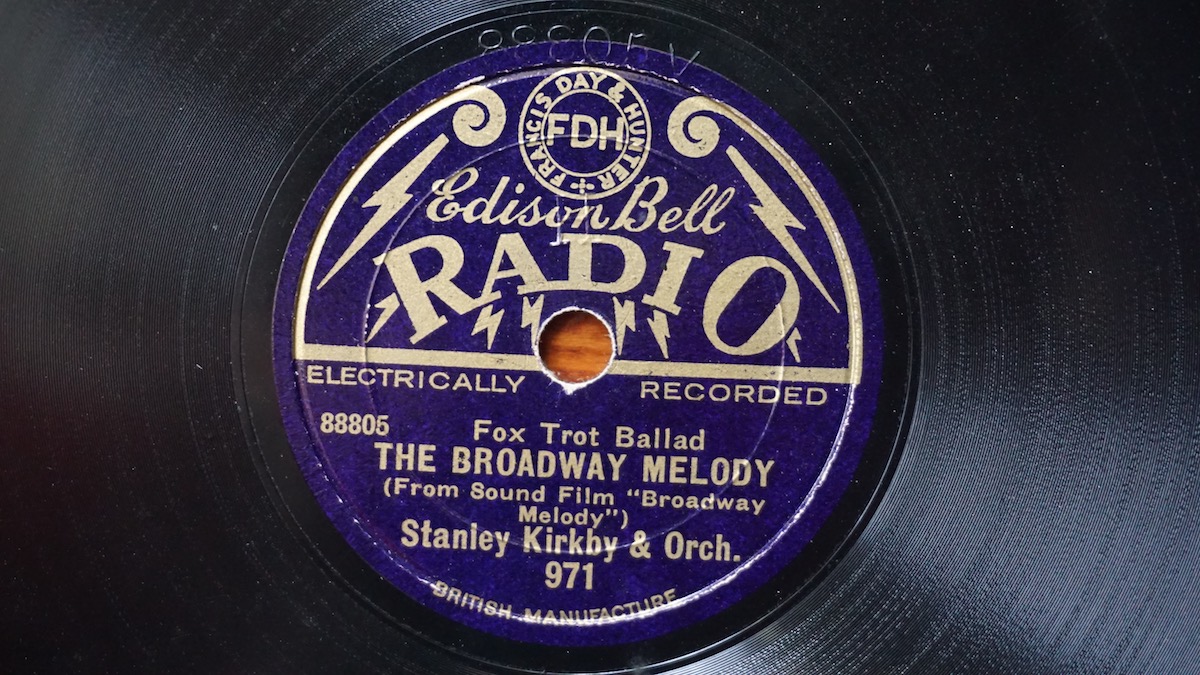 88805 V
FRANCIS DAY & HUNTER
FDH
Edison Bell
RADIO
ELECTRICALLY RECORDED
88805 Fox Trot Ballad
THE BROADWAY MELODY
(From Sound Film "Broadway
Melody")
Stanley Kirkby & Orch.
971
BRITISH MANUFACTURE